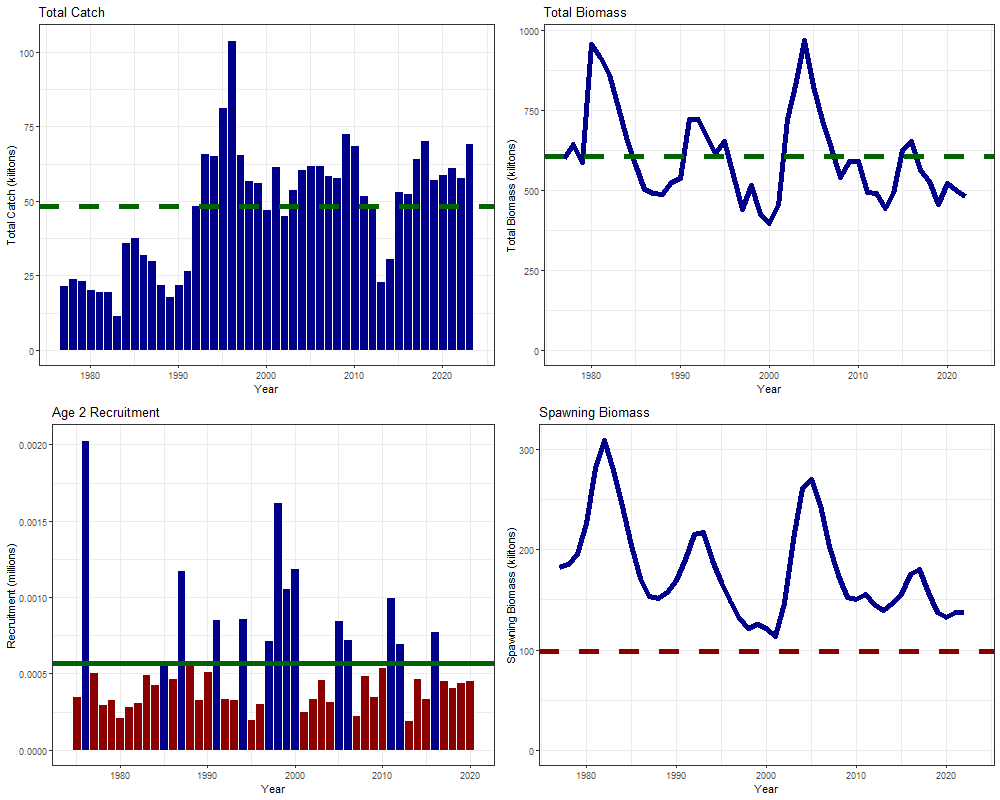 Total Catch
Total Catch (kilitons)
100
75
50
25
0
1980 1990 2000 2010 2020
Year
Total Biomass
Total Biomass (kilitons)
1000
750
500
250
0
1980 1990 2000 2010 2020
Year
Age 2 Recruitment
Recruitment (millions)
0.0020
0.0015
0.0010
0.0005
0.0000
1980 1990 2000 2010 2020
Year
Spawning Biomass
Spawning Biomass (kilitons)
300
200
100
0
1980 1990 2000 2010 2020
Year